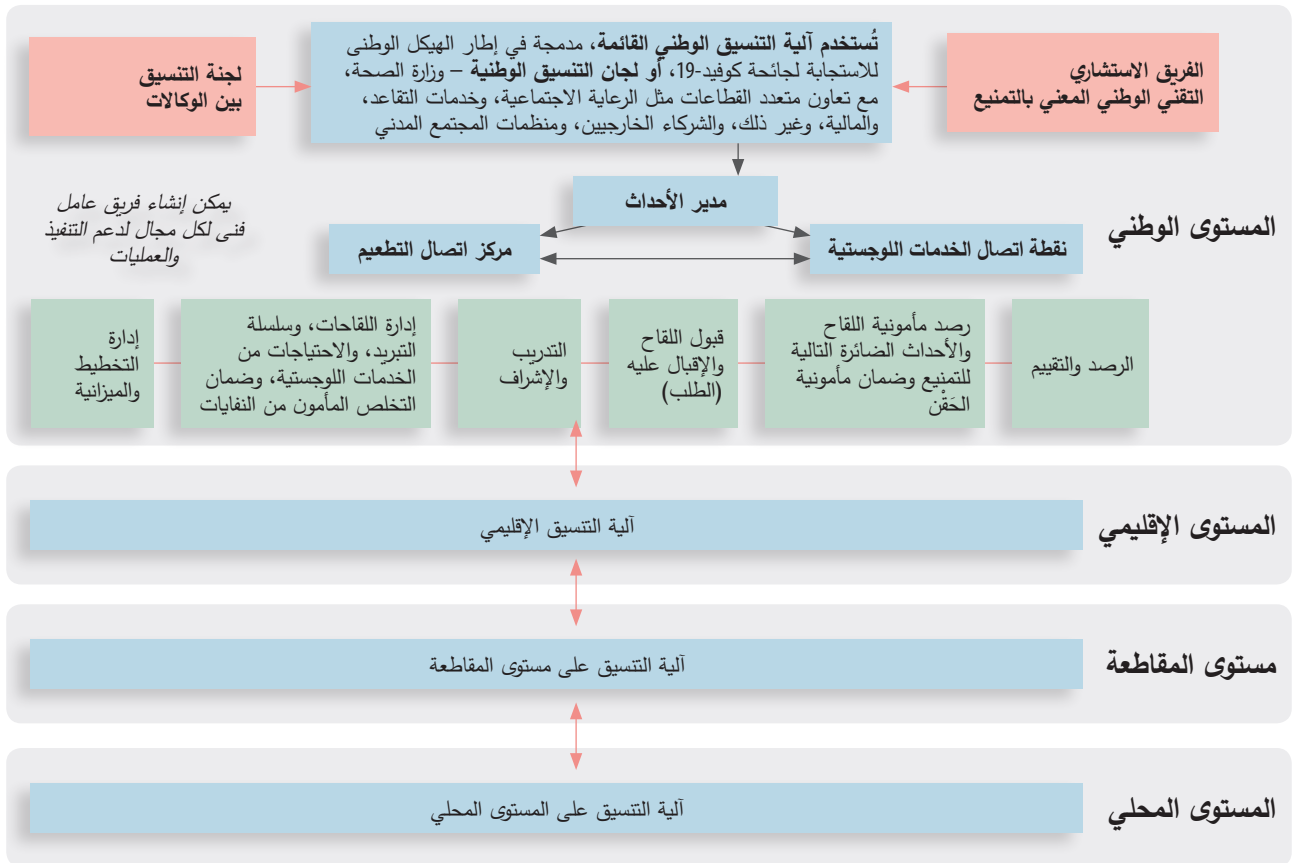 تُستخدم آلية التنسيق الوطني القائمة، مدمجة في إطار الهيكل الوطنى
للاستجابة لجائحة كوفيد-19، أو لجان التنسيق الوطنية – وزارة الصحة،
مع تعاون متعدد القطاعات مثل الرعاية الاجتماعية، وخدمات التقاعد،
والمالية، وغير ذلك، والشركاء الخارجيين، ومنظمات المجتمع المدني
الفريق الاستشاري
التقني الوطني المعني بالتمنيع
لجنة التنسيق
بين الوكالات
المستوى الوطني
مدير الأحداث
نقطة اتصال الخدمات اللوجستية
مركز اتصال التطعيم
يمكن إنشاء فريق عامل
فنى لكل مجال لدعم التنفيذ
والعمليات
الرصد والتقييم
رصد مأمونية اللقاح
والأحداث الضائرة التالية
للتمنيع وضمان مأمونية
الحَقْن
قبول اللقاح
والإقبال عليه
(الطلب)
التدريب
والإشراف
إدارة اللقاحات، وسلسلة
التبريد، والاحتياجات من
الخدمات اللوجستية، وضمان
التخلص المأمون من النفايات
إدارة
التخطيط
والميزانية
المستوى الإقليمي
آلية التنسيق الإقليمي
مستوى المقاطعة
آلية التنسيق على مستوى المقاطعة
المستوى المحلي
آلية التنسيق على المستوى المحلي